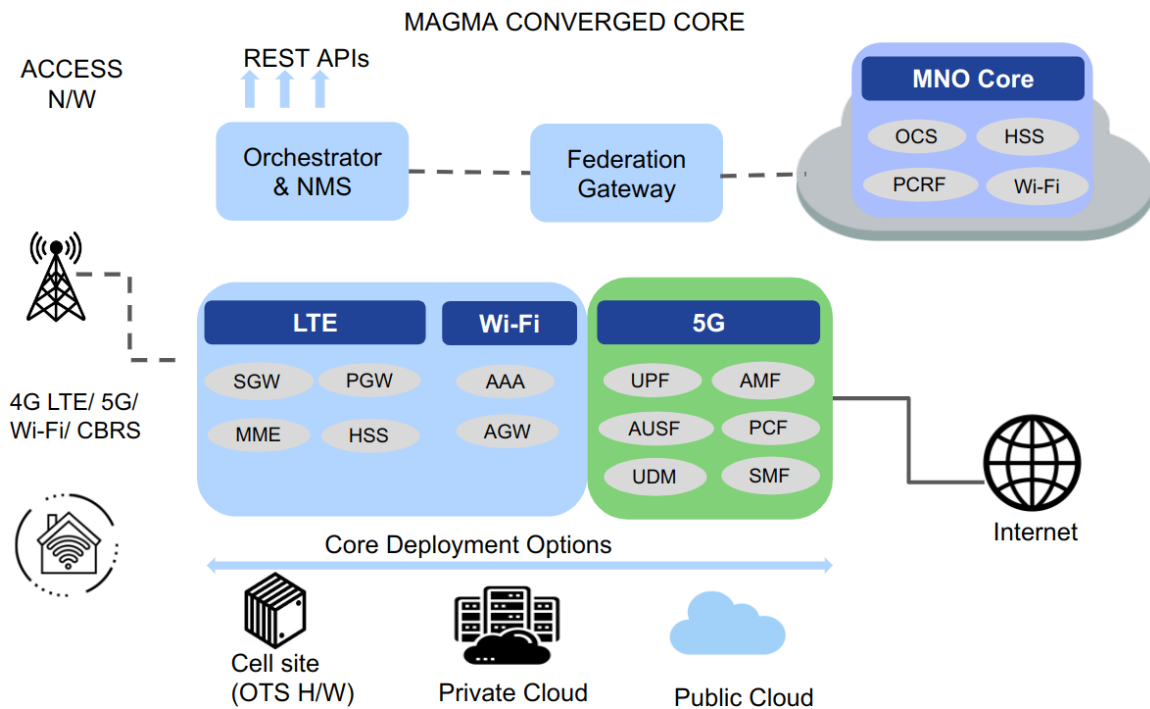 MAGMA CONVERGED CORE
ACCESS
N/W
REST APIs
Orchestrator
& NMS
Federation
Gateway
MNO Core
OCS
HSS
PCRF
Wi-Fi
LTE
Wi-Fi
5G
SGW
PGW
AAA
UPF
AMF
MME
HSS
AGW
AUSF
PCF
UDM
SMF
4G LTE/ 5G/
Wi-Fi/ CBRS
Internet
Core Deployment Options
Cell site
(OTS H/W)
Private Cloud
Public Cloud